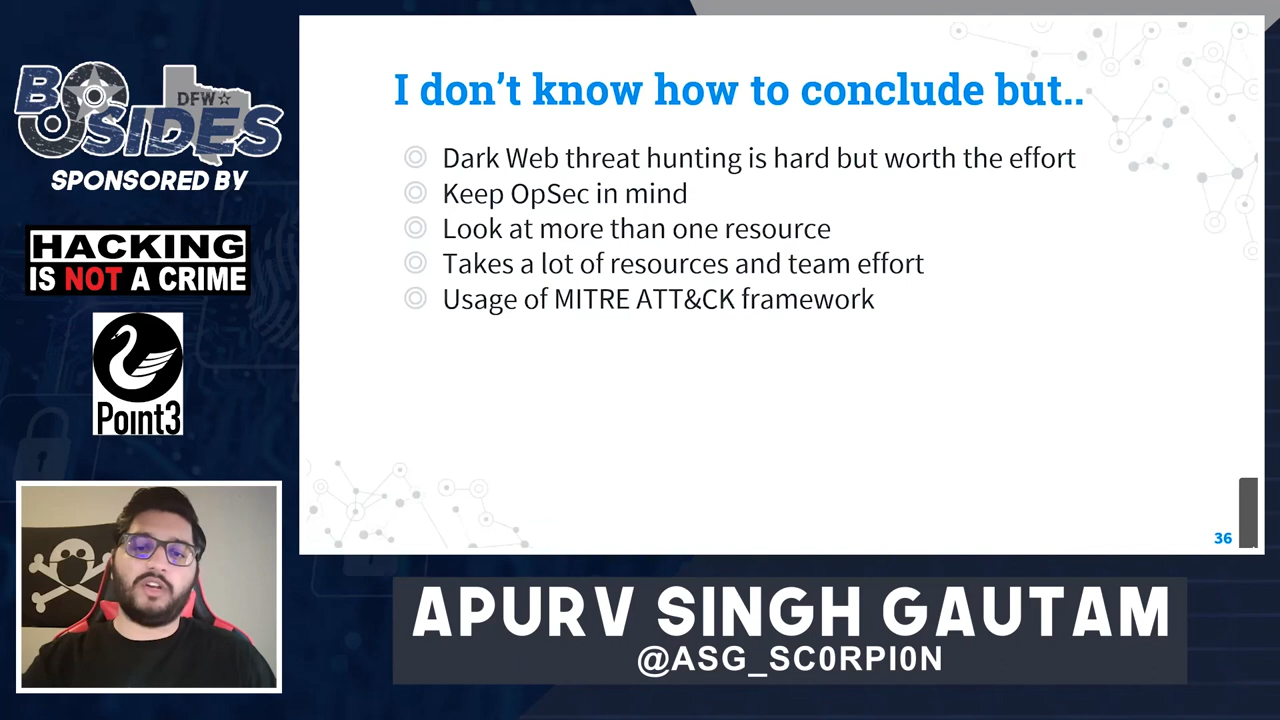 BSIDES
DFW
SPONSORED BY
HACKING
IS NOT A CRIME
Point3
I don't know how to conclude but..
Dark Web threat hunting is hard but worth the effort
Keep OpSec in mind
Look at more than one resource
Takes a lot of resources and team effort
Usage of MITRE ATT&CK framework
36
APURV SINGH GAUTAM
@ASG_SC0RPI0N